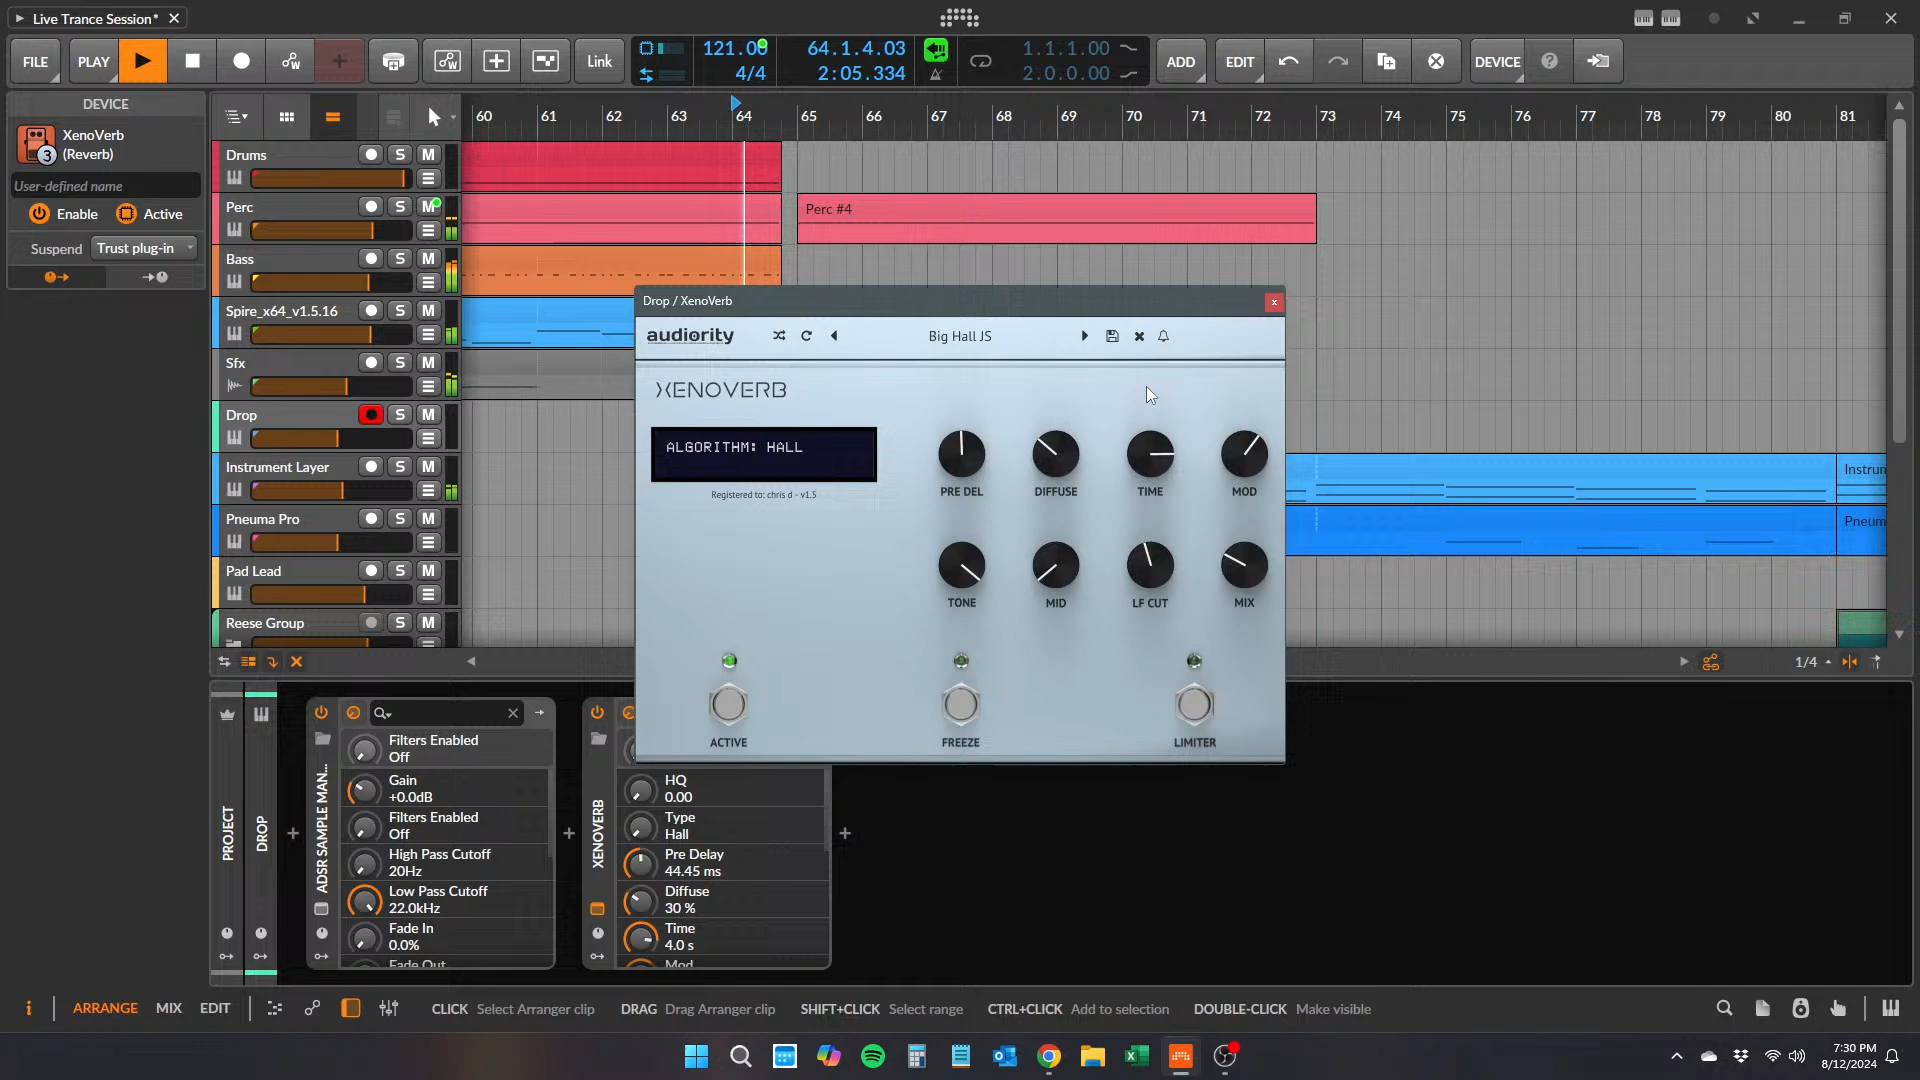 Live Trance Session*
FILE
PLAY
Link
121.00
4/4
64.1.4.03
2:05.334
1.1.1.00
2.0.0.00
ADD
EDIT
DEVICE
DEVICE
XenoVerb
(Reverb)
3
User-defined name
Enable
Active
Suspend
Trust plug-in
60
61
62
63
64
65
66
67
68
69
70
71
72
73
74
75
76
77
78
79
80
81
Drums
S
M
Perc
S
M
Perc #4
Bass
S
M
Spire_x64_v1.5.16
S
M
Sfx
S
M
Drop
S
M
Instrument Layer
S
M
Instrun
Pneuma Pro
S
M
Pneum
Pad Lead
S
M
Reese Group
S
M
1/4
Drop / XenoVerb
audiority
Big Hall JS
XENOVERB
ALGORITHM: HALL
Registered to: chris d - v1.5
PRE DEL
DIFFUSE
TIME
MOD
TONE
MID
LF CUT
MIX
ACTIVE
FREEZE
LIMITER
PROJECT
DROP
ADSR SAMPLE MAN...
Filters Enabled
Off
Gain
+0.0dB
Filters Enabled
Off
High Pass Cutoff
20Hz
Low Pass Cutoff
22.0kHz
Fade In
0.0%
Fade Out
XENOVERB
HQ
0.00
Type
Hall
Pre Delay
44.45 ms
Diffuse
30 %
Time
4.0 s
Mod
ARRANGE
MIX
EDIT
CLICK Select Arranger clip
DRAG Drag Arranger clip
SHIFT+CLICK Select range
CTRL+CLICK Add to selection
DOUBLE-CLICK Make visible
7:30 PM
8/12/2024